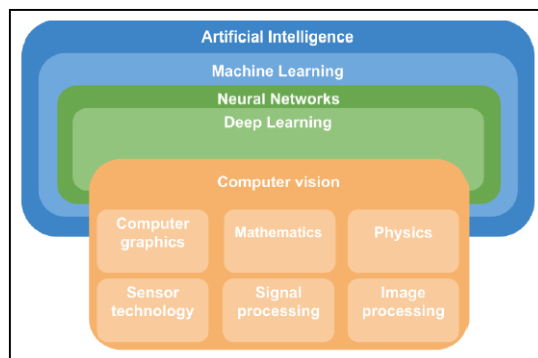 Artificial Intelligence
Machine Learning
Neural Networks
Deep Learning
Computer vision
Computer
graphics
Mathematics
Physics
Sensor
technology
Signal
processing
Image
processing